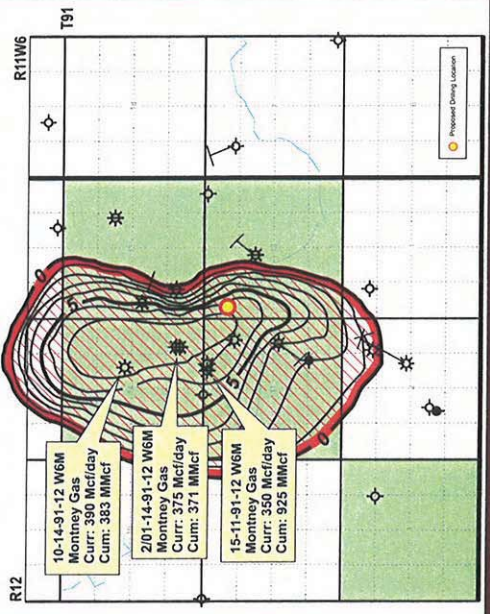 R12
R11W6
T91
10-14-91-12 W6M
Montney Gas
Curr: 390 Mcf/day
Cum: 383 MMcf
2/01-14-91-12 W6M
Montney Gas
Curr: 375 Mcf/day
Cum: 371 MMcf
15-11-91-12 W6M
Montney Gas
Curr: 350 Mcf/day
Cum: 925 MMcf
0
5
5
0
Proposed Drilling Location